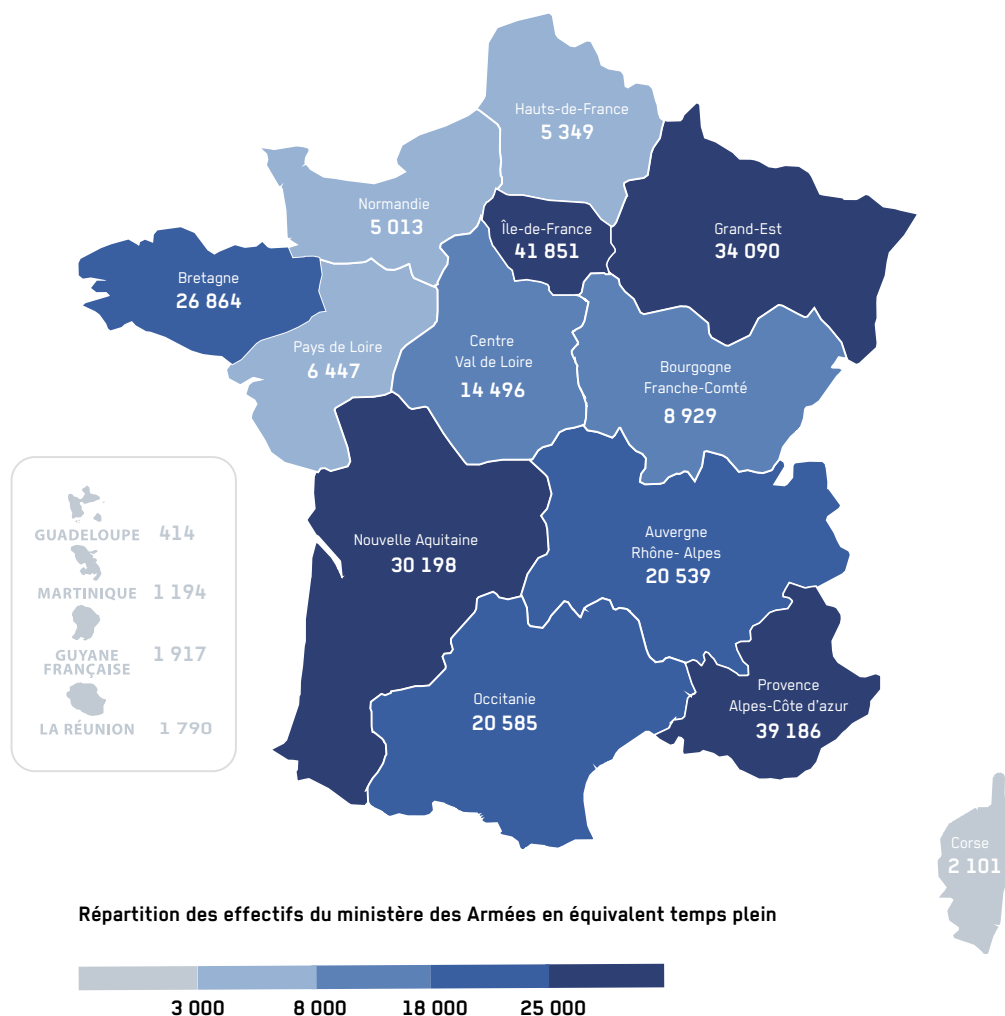 Hauts-de-France
5 349
Normandie
5 013
Île-de-France
41 851
Grand-Est
34 090
Bretagne
26 864
Pays de Loire
6 447
Centre
Val de Loire
14 496
Bourgogne
Franche-Comté
8 929
Nouvelle Aquitaine
30 198
Auvergne
Rhône- Alpes
20 539
Occitanie
20 585
Provence
Alpes-Côte d'azur
39 186
GUADELOUPE 414
MARTINIQUE 1 194
GUYANE
FRANÇAISE
1 917
LA RÉUNION 1 790
Corse
2 101
Répartition des effectifs du ministère des Armées en équivalent temps plein
3 000 8 000 18 000 25 000